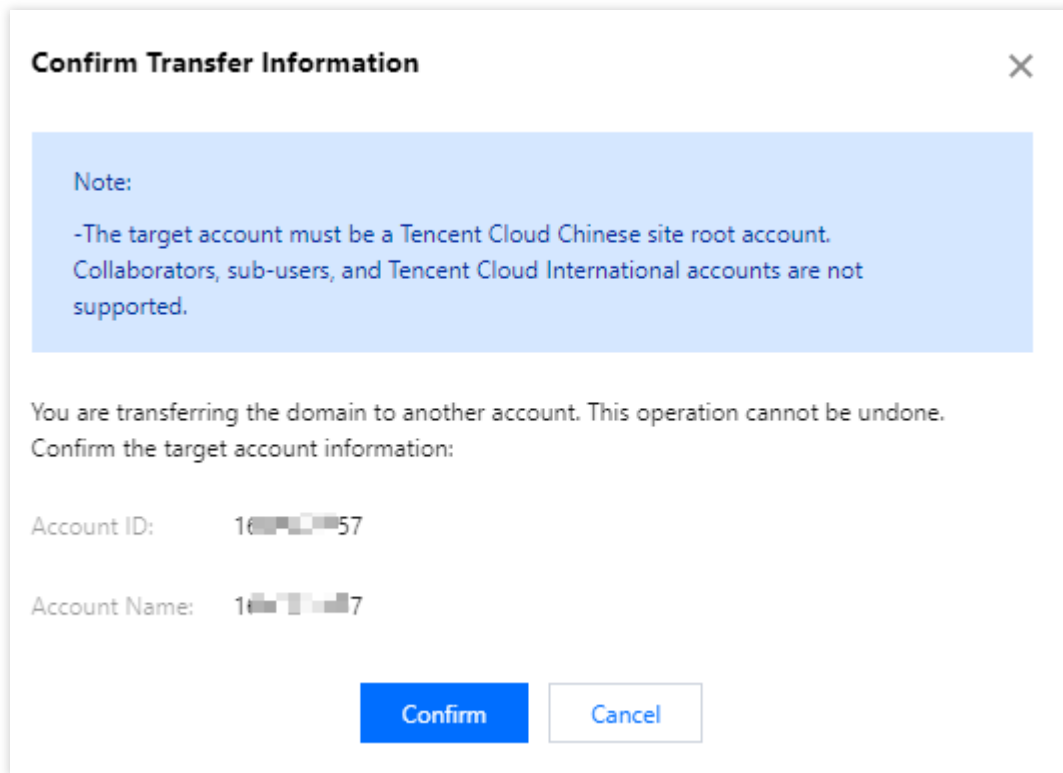 Confirm Transfer Information
Note:
-The target account must be a Tencent Cloud Chinese site root account.
Collaborators, sub-users, and Tencent Cloud International accounts are not
supported.
You are transferring the domain to another account. This operation cannot be undone.
Confirm the target account information:
Account ID:
Account Name:
Confirm Cancel